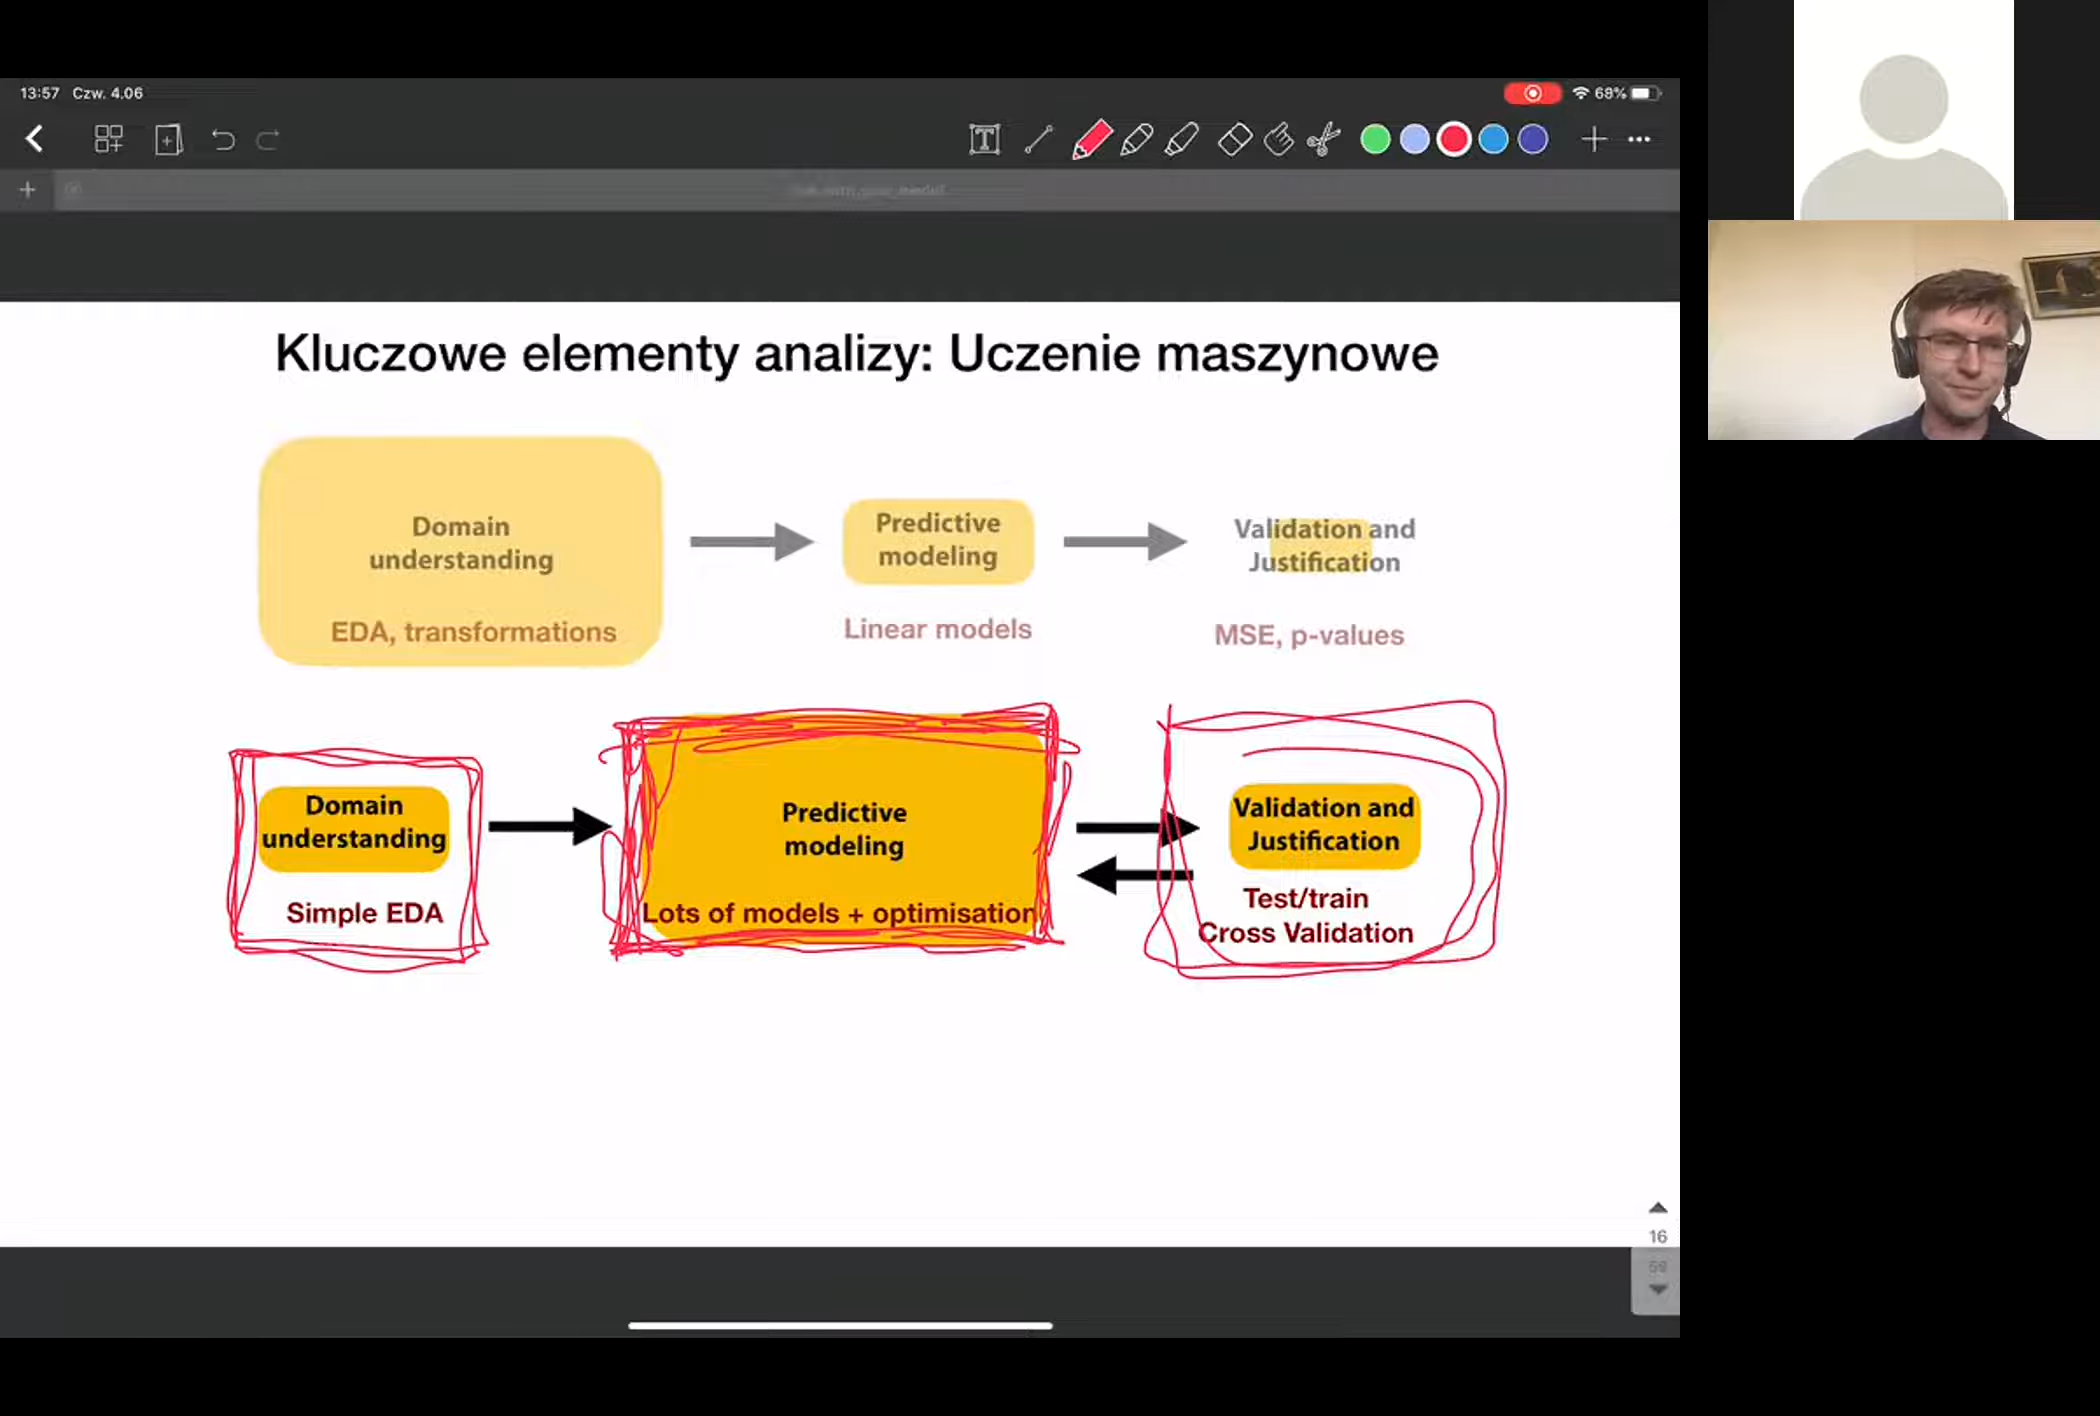 13:57 Czw. 4.06
68%
Kluczowe elementy analizy: Uczenie maszynowe
Domain
understanding
EDA, transformations
Predictive
modeling
Linear models
Validation and
Justification
MSE, p-values
Domain
understanding
Simple EDA
Predictive
modeling
Lots of models + optimisation
Validation and
Justification
Test/train
Cross Validation
16
59